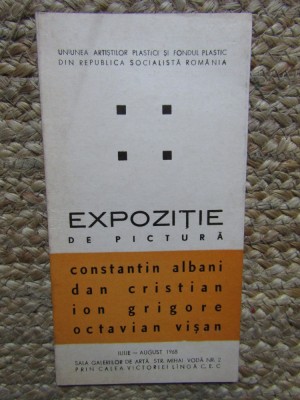 UNIUNEA ARTIȘTILOR PLASTICI ȘI FONDUL PLASTIC
DIN REPUBLICA SOCIALISTĂ ROMÂNIA
EXPOZIȚIE
DE PICTURĂ
constantin albani
dan cristian
ion grigore
octavian vișan
IULIE — AUGUST 1968
SALA GALERIILOR DE ARTĂ, STR. MIHAI VODĂ NR. 2
PRIN CALEA VICTORIEI LÎNGĂ C.E.C